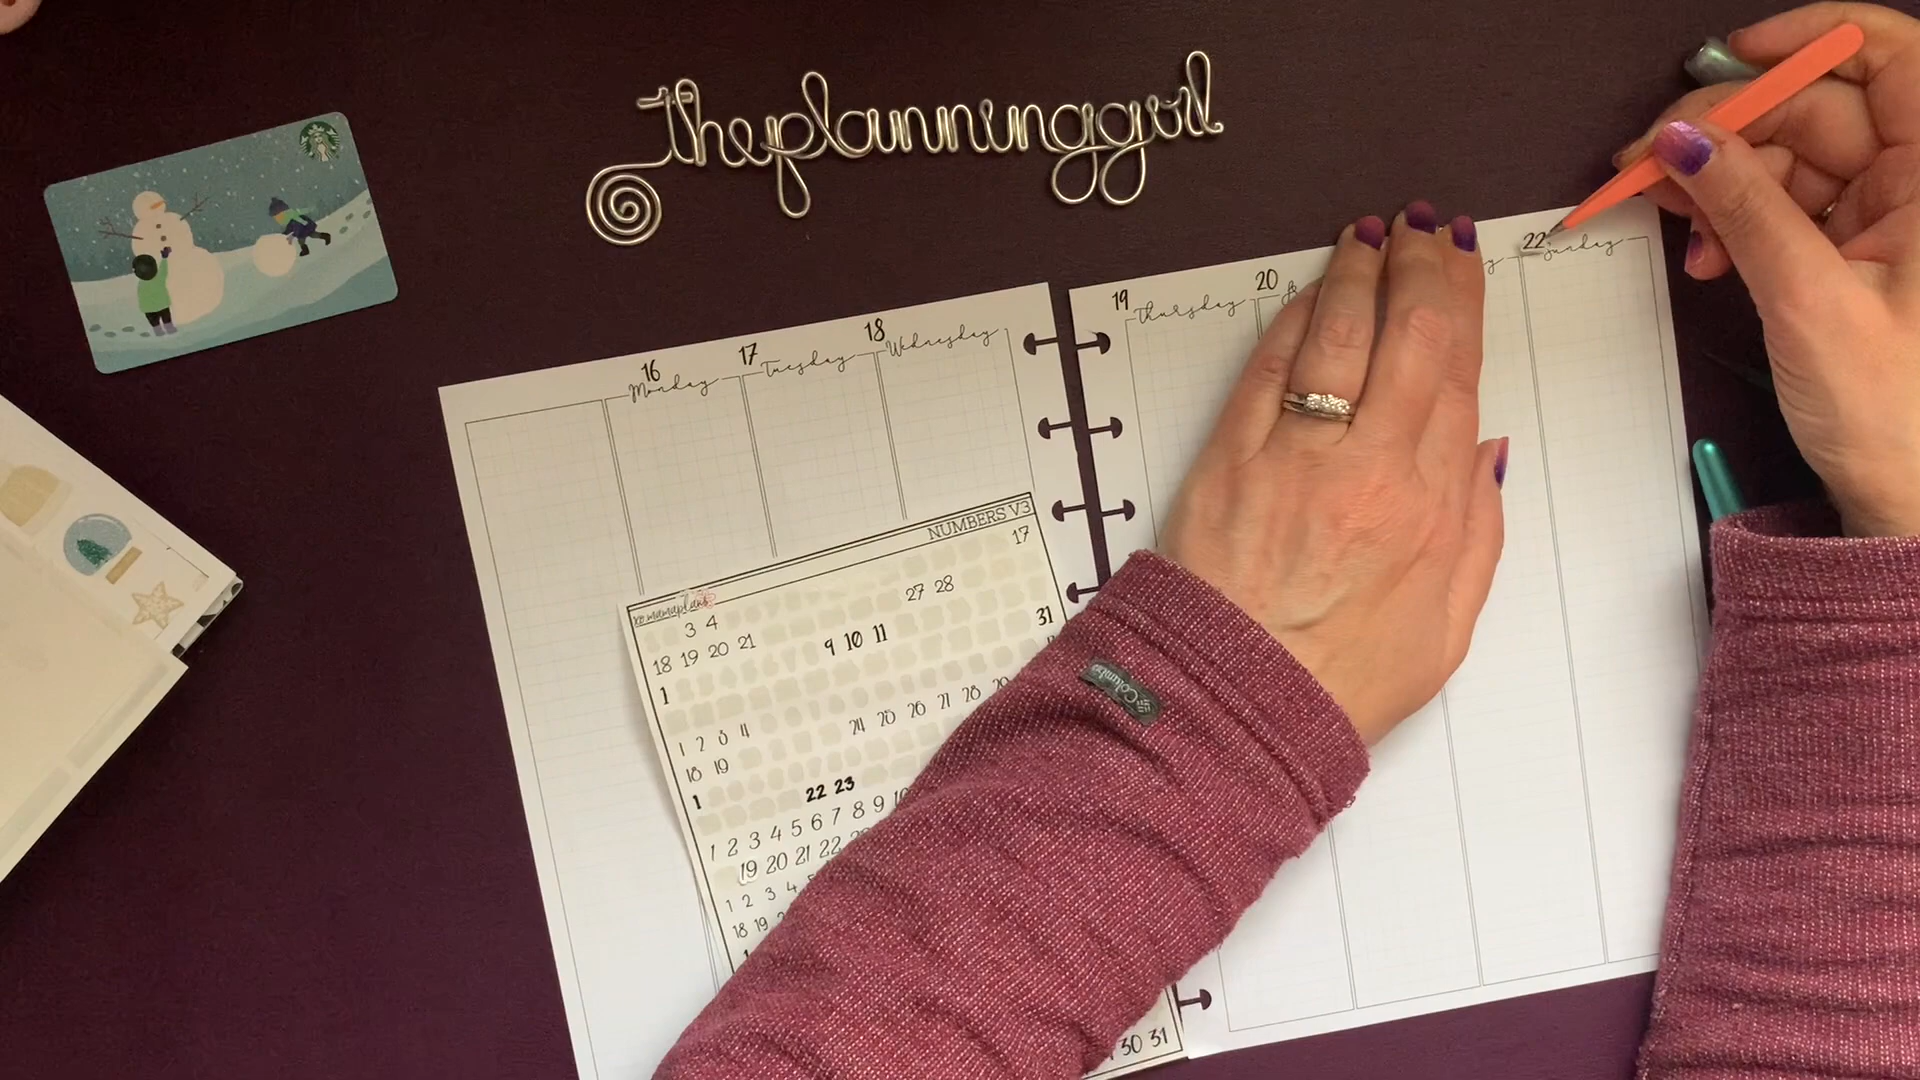 theplanninggirl
16
Monday
17
Tuesday
18
Wednesday
19
Thursday
20
22
Sunday
NUMBERS V3
17
27 28
3 4
18 19 20 21
9 10 11
31
1
24 25 26 27 28 29
1 2 3 4
18 19
22 23
1
1 2 3 4 5 6 7 8 9 10
19 20 21 22
1 2 3 4
18 19
30 31
Columbia